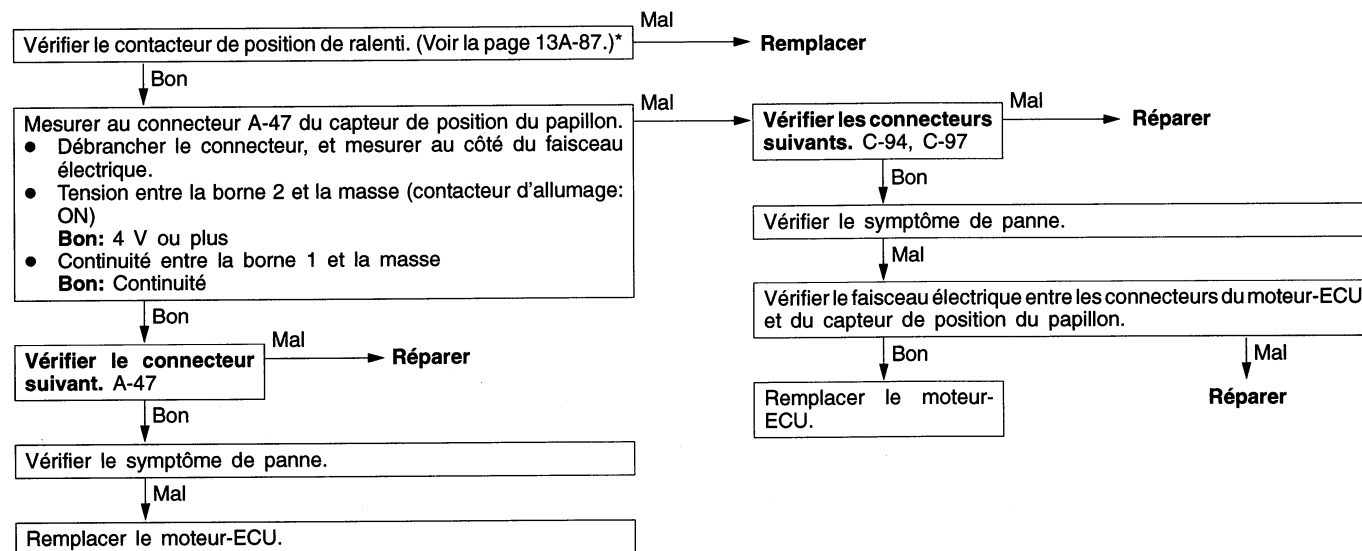 Vérifier le contacteur de position de ralenti. (Voir la page 13A-87.)*
Mal
Remplacer
Bon
Mesurer au connecteur A-47 du capteur de position du papillon.
● Débrancher le connecteur, et mesurer au côté du faisceau
électrique.
● Tension entre la borne 2 et la masse (contacteur d'allumage:
ON)
Bon: 4 V ou plus
● Continuité entre la borne 1 et la masse
Bon: Continuité
Mal
Vérifier les connecteurs
suivants. C-94, C-97
Mal
Réparer
Bon
Vérifier le symptôme de panne.
Mal
Vérifier le faisceau électrique entre les connecteurs du moteur-ECU
et du capteur de position du papillon.
Bon
Mal
Remplacer le moteur-
ECU.
Réparer
Bon
Vérifier le connecteur
suivant. A-47
Mal
Réparer
Bon
Vérifier le symptôme de panne.
Mal
Remplacer le moteur-ECU.